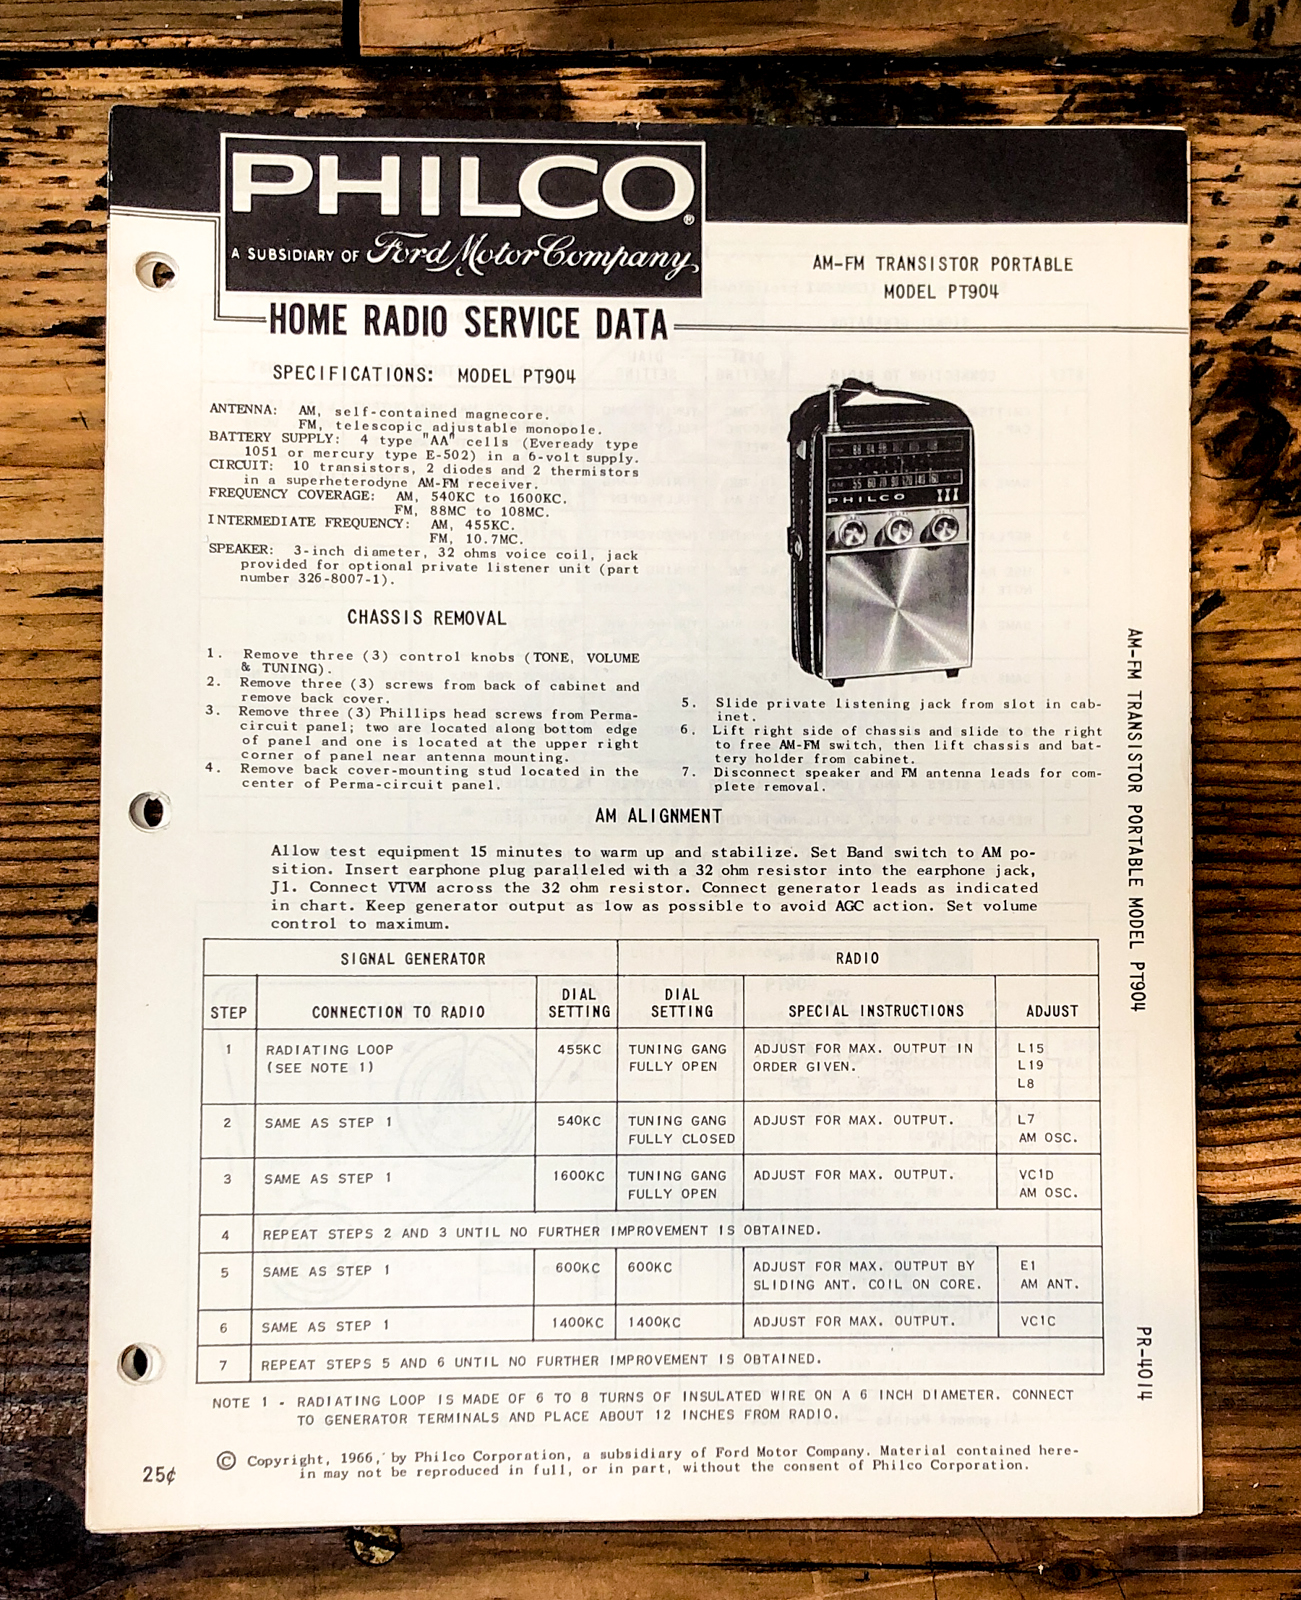 PHILCO®
A SUBSIDIARY OF Ford Motor Company,
HOME RADIO SERVICE DATA
AM-FM TRANSISTOR PORTABLE
MODEL PT904
SPECIFICATIONS: MODEL PT904
ANTENNA: AM, self-contained magnecore.
FM, telescopic adjustable monopole.
BATTERY SUPPLY: 4 type "AA" cells (Eveready type
1051 or mercury type E-502) in a 6-volt supply.
CIRCUIT: 10 transistors, 2 diodes and 2 thermistors
in a superheterodyne AM-FM receiver.
FREQUENCY COVERAGE: AM, 540KC to 1600KC.
FM, 88MC to 108MC.
INTERMEDIATE FREQUENCY: AM, 455KC.
FM, 10.7MC.
SPEAKER: 3-inch diameter, 32 ohms voice coil, jack
provided for optional private listener unit (part
number 326-8007-1).
PHILCO III
CHASSIS REMOVAL
1. Remove three (3) control knobs (TONE, VOLUME
& TUNING).
2. Remove three (3) screws from back of cabinet and
remove back cover.
3. Remove three (3) Phillips head screws from Perma-
circuit panel; two are located along bottom edge
of panel and one is located at the upper right
corner of panel near antenna mounting.
4. Remove back cover-mounting stud located in the
center of Perma-circuit panel.
5. Slide private listening jack from slot in cab-
inet.
6. Lift right side of chassis and slide to the right
to free AM-FM switch, then lift chassis and bat-
tery holder from cabinet.
7. Disconnect speaker and FM antenna leads for com-
plete removal.
AM ALIGNMENT
Allow test equipment 15 minutes to warm up and stabilize. Set Band switch to AM po-
sition. Insert earphone plug paralleled with a 32 ohm resistor into the earphone jack,
J1. Connect VTVM across the 32 ohm resistor. Connect generator leads as indicated
in chart. Keep generator output as low as possible to avoid AGC action. Set volume
control to maximum.
SIGNAL GENERATOR RADIO
STEP CONNECTION TO RADIO DIAL SETTING DIAL SETTING SPECIAL INSTRUCTIONS ADJUST
1 RADIATING LOOP 455KC TUNING GANG ADJUST FOR MAX. OUTPUT IN L15
(SEE NOTE 1) FULLY OPEN ORDER GIVEN. L19
L8
2 SAME AS STEP 1 540KC TUNING GANG ADJUST FOR MAX. OUTPUT. L7
FULLY CLOSED AM OSC.
3 SAME AS STEP 1 1600KC TUNING GANG ADJUST FOR MAX. OUTPUT. VC1D
FULLY OPEN AM OSC.
4 REPEAT STEPS 2 AND 3 UNTIL NO FURTHER IMPROVEMENT IS OBTAINED.
5 SAME AS STEP 1 600KC 600KC ADJUST FOR MAX. OUTPUT BY E1
SLIDING ANT. COIL ON CORE. AM ANT.
6 SAME AS STEP 1 1400KC 1400KC ADJUST FOR MAX. OUTPUT. VC1C
7 REPEAT STEPS 5 AND 6 UNTIL NO FURTHER IMPROVEMENT IS OBTAINED.
NOTE 1 - RADIATING LOOP IS MADE OF 6 TO 8 TURNS OF INSULATED WIRE ON A 6 INCH DIAMETER. CONNECT
TO GENERATOR TERMINALS AND PLACE ABOUT 12 INCHES FROM RADIO.
© Copyright, 1966, by Philco Corporation, a subsidiary of Ford Motor Company. Material contained here-
in may not be reproduced in full, or in part, without the consent of Philco Corporation.
25¢
AM-FM TRANSISTOR PORTABLE MODEL PT904
PR-4014